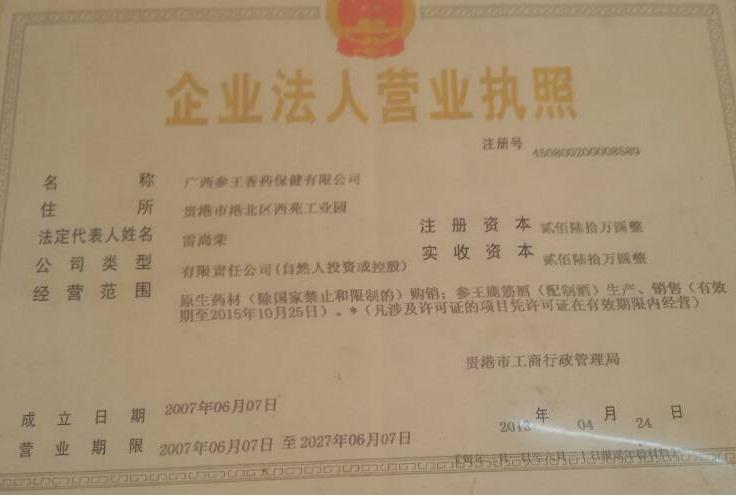 企业法人营业执照
注册号 450800200008589
名称 广西参王香药保健有限公司
住所 贵港市港北区西苑工业园
法定代表人姓名 雷尚荣
注册资本 贰佰陆拾万圆整
公司类型 有限责任公司(自然人投资或控股)
实收资本 贰佰陆拾万圆整
经营范围 原生药材（除国家禁止和限制的）购销；参王鹿筋酒（配制酒）生产、销售（有效
期至2015年10月25日）。*（凡涉及许可证的项目凭许可证在有效期限内经营）
贵港市工商行政管理局
成立日期 2007年06月07日
2013年 04月 24日
营业期限 2007年06月07日 至 2027年06月07日